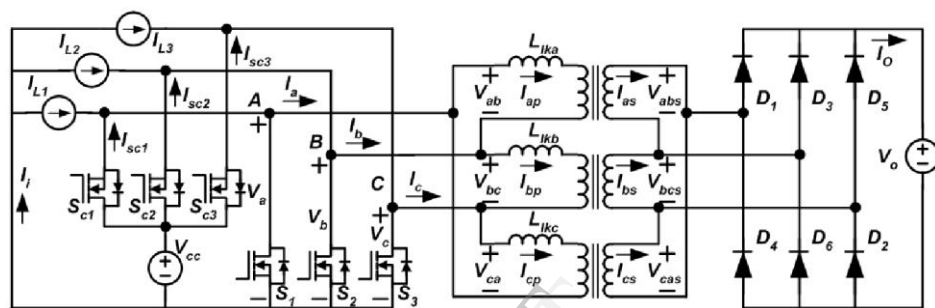 I_L3
I_L2
I_sc3
I_L1
I_sc2
A
I_a
I_sc1
B
I_b
C
I_c
I_i
S_c1
S_c2
S_c3
V_a
V_b
V_c
V_cc
S_1
S_2
S_3
L_lka
V_ab
I_ap
I_as
V_abs
L_lkb
V_bc
I_bp
I_bs
V_bcs
L_lkc
V_ca
I_cp
I_cs
V_cas
I_O
D_1
D_3
D_5
V_o
D_4
D_6
D_2